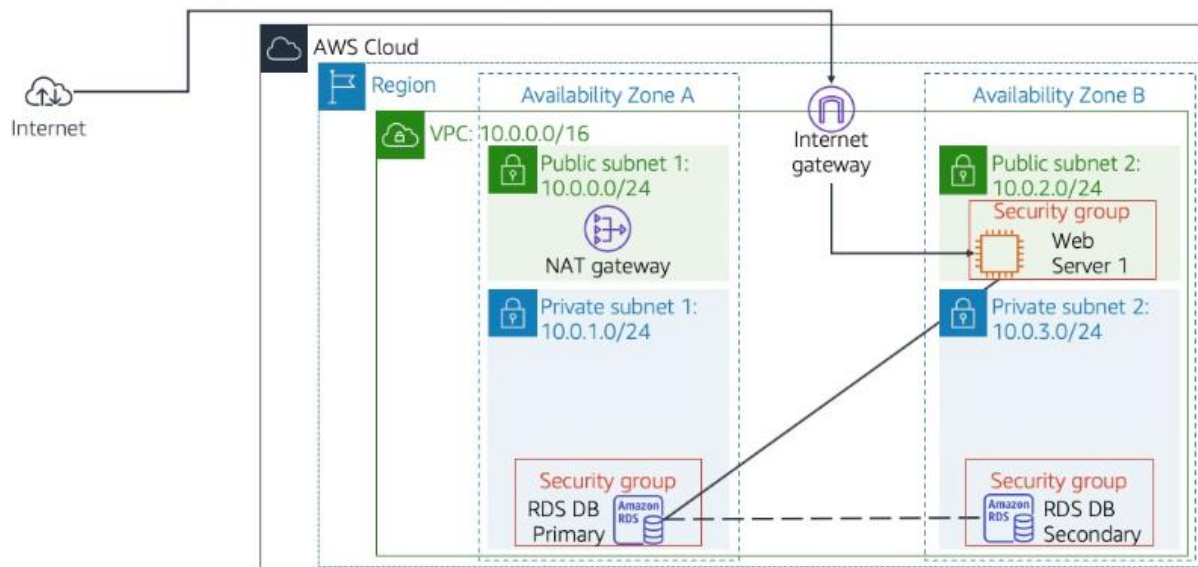 AWS Cloud
Region
Availability Zone A
Availability Zone B
Internet
Internet
gateway
VPC: 10.0.0.0/16
Public subnet 1:
10.0.0.0/24
NAT gateway
Public subnet 2:
10.0.2.0/24
Security group
Web
Server 1
Private subnet 1:
10.0.1.0/24
Private subnet 2:
10.0.3.0/24
Security group
RDS DB
Primary
Amazon
RDS
Security group
Amazon
RDS
RDS DB
Secondary